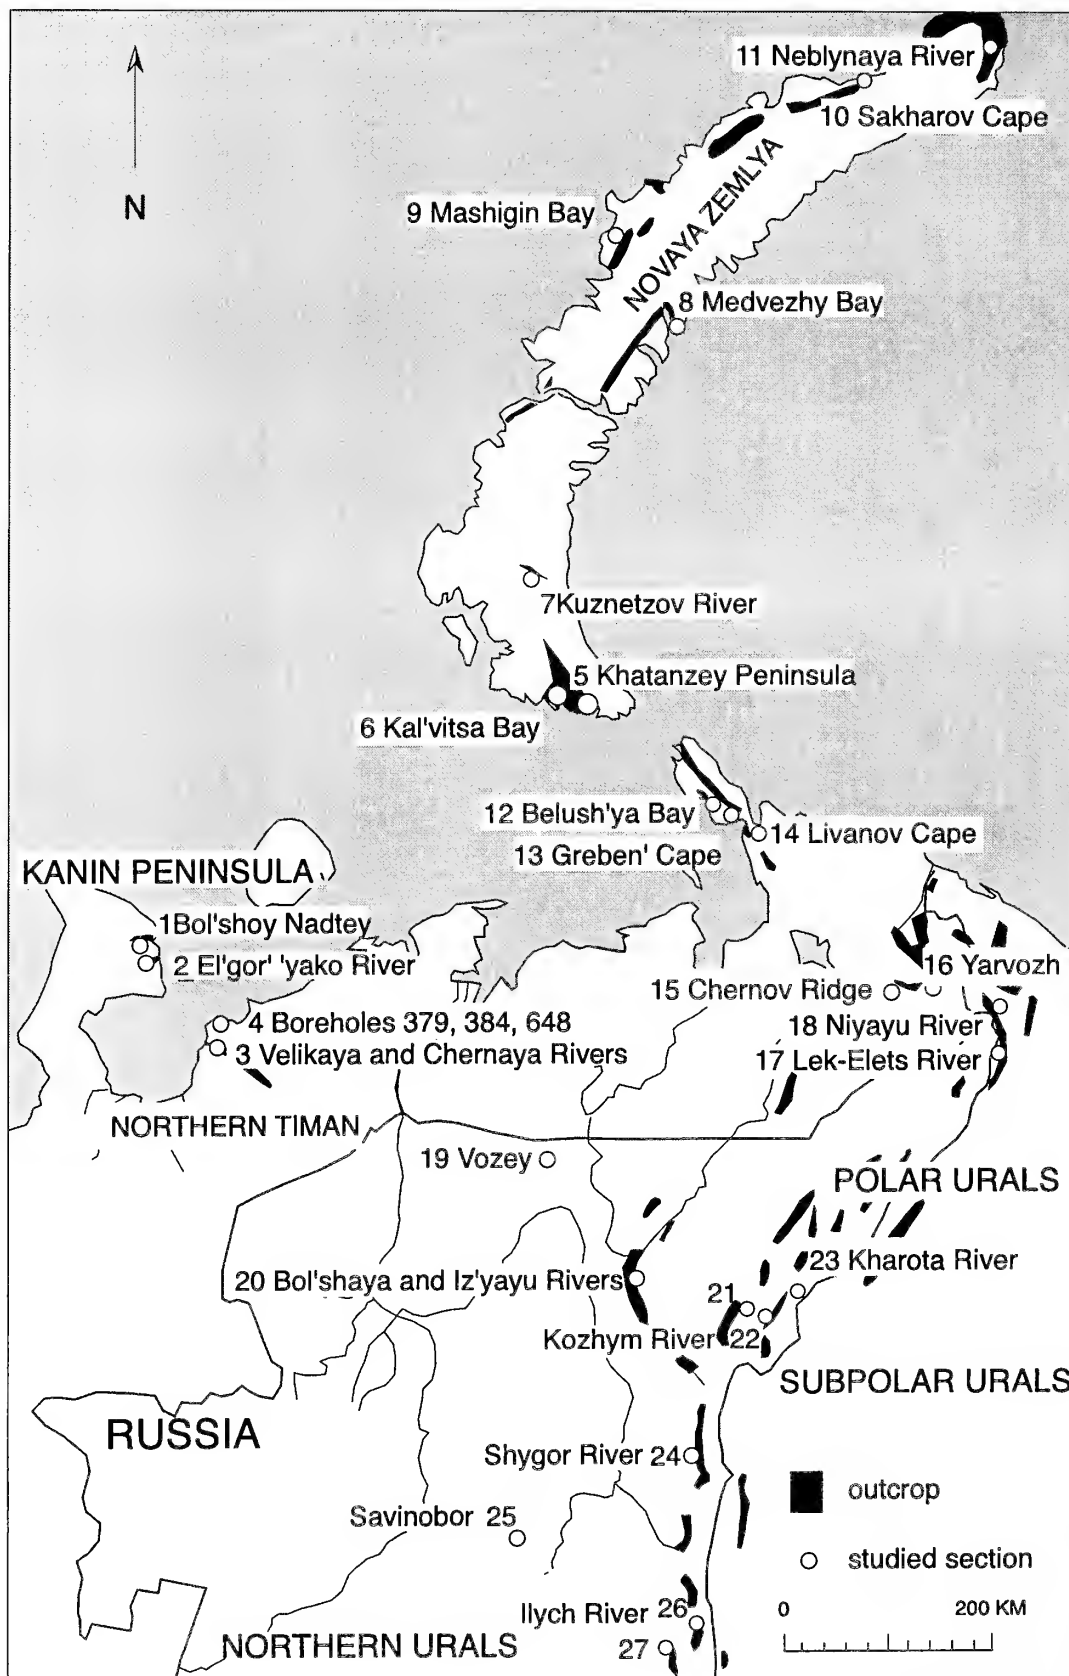 11 Neblynaya River
10 Sakharov Cape
N
9 Mashigin Bay
NOVAYA ZEMLYA
8 Medvezhy Bay
7Kuznetzov River
5 Khatanzey Peninsula
6 Kal'vitsa Bay
12 Belush'ya Bay
14 Livanov Cape
13 Greben' Cape
KANIN PENINSULA
1Bol'shoy Nadtey
2 El'gor' 'yako River
16 Yarvozh
15 Chernov Ridge
4 Boreholes 379, 384, 648
18 Niyayu River
3 Velikaya and Chernaya Rivers
17 Lek-Elets River
NORTHERN TIMAN
19 Vozey
POLAR URALS
23 Kharota River
20 Bol'shaya and Iz'yayu Rivers
21
Kozhym River 22
SUBPOLAR URALS
RUSSIA
Shygor River 24
outcrop
Savinobor 25
studied section
Ilych River 26
0 200 KM
NORTHERN URALS
27